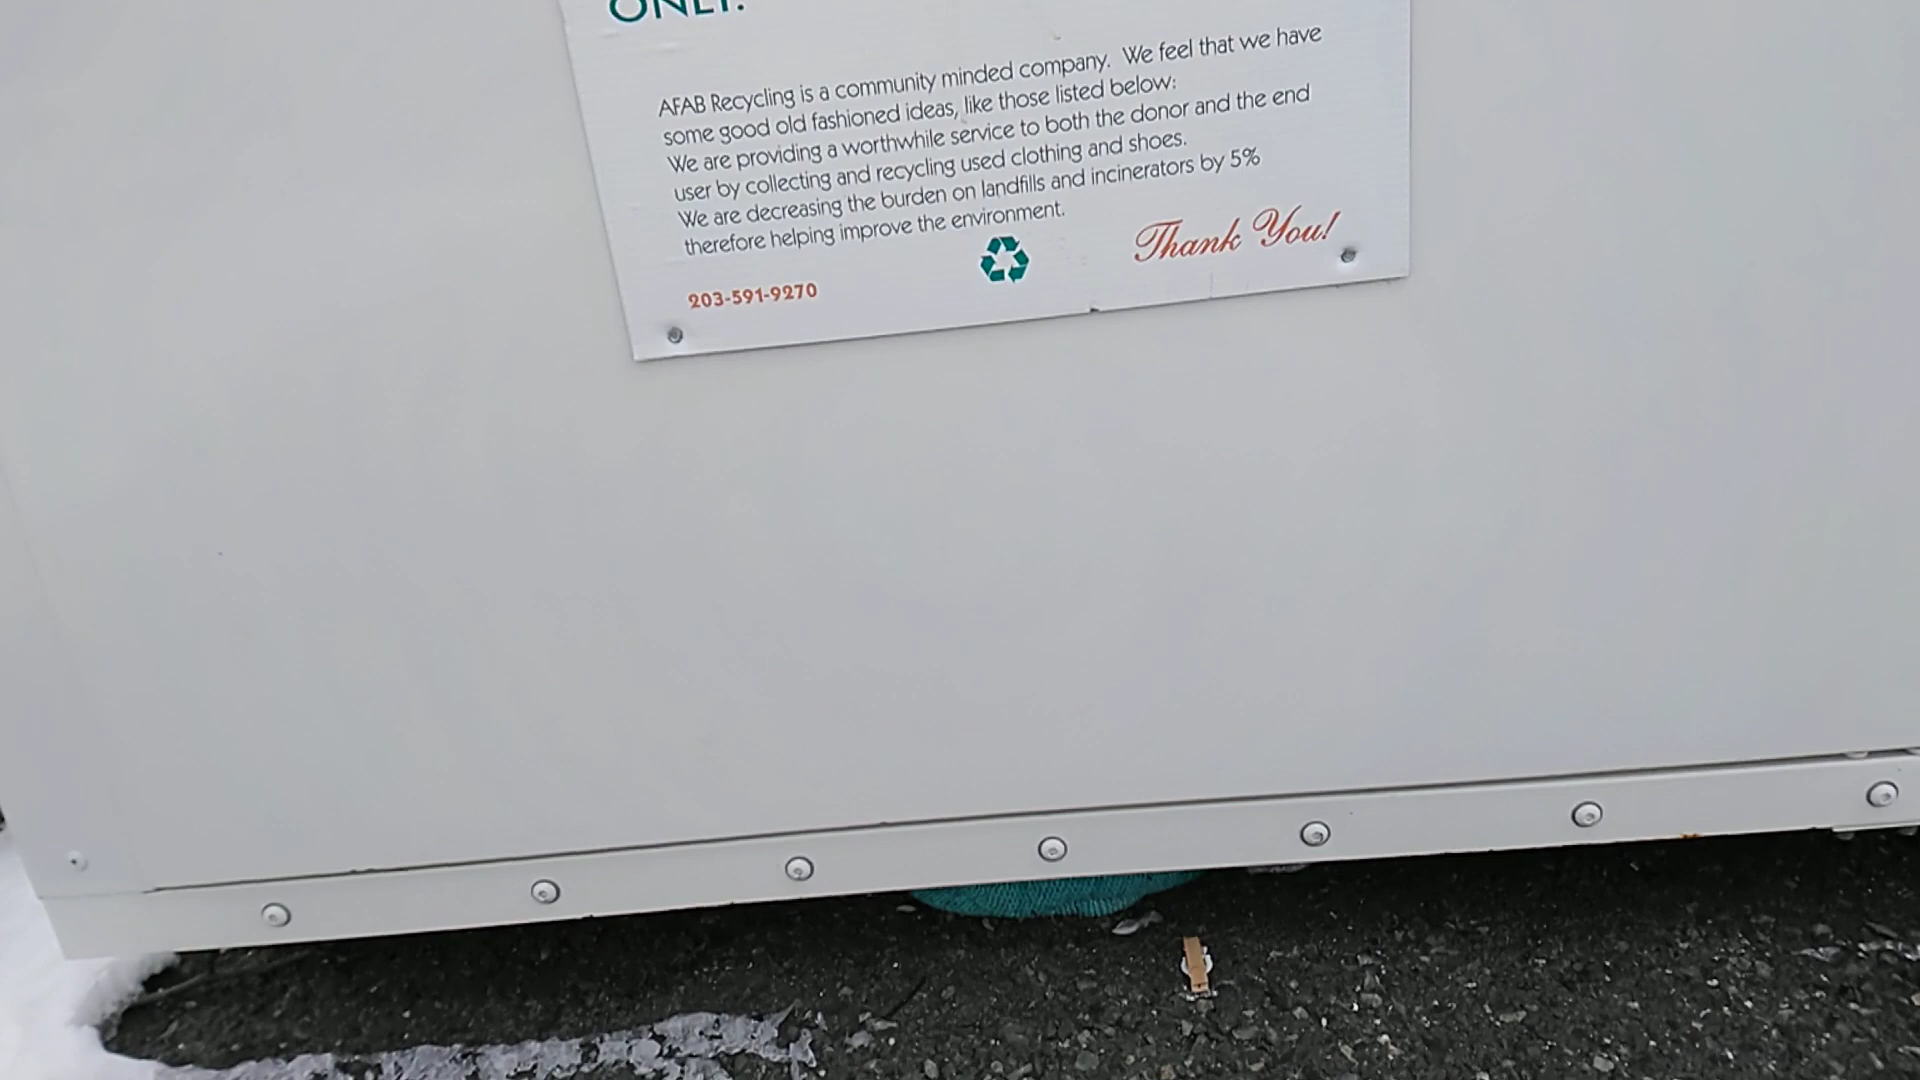 ONLY.
AFAB Recycling is a community minded company. We feel that we have
some good old fashioned ideas, like those listed below:
We are providing a worthwhile service to both the donor and the end
user by collecting and recycling used clothing and shoes.
We are decreasing the burden on landfills and incinerators by 5%
therefore helping improve the environment.
Thank You!
203-591-9270